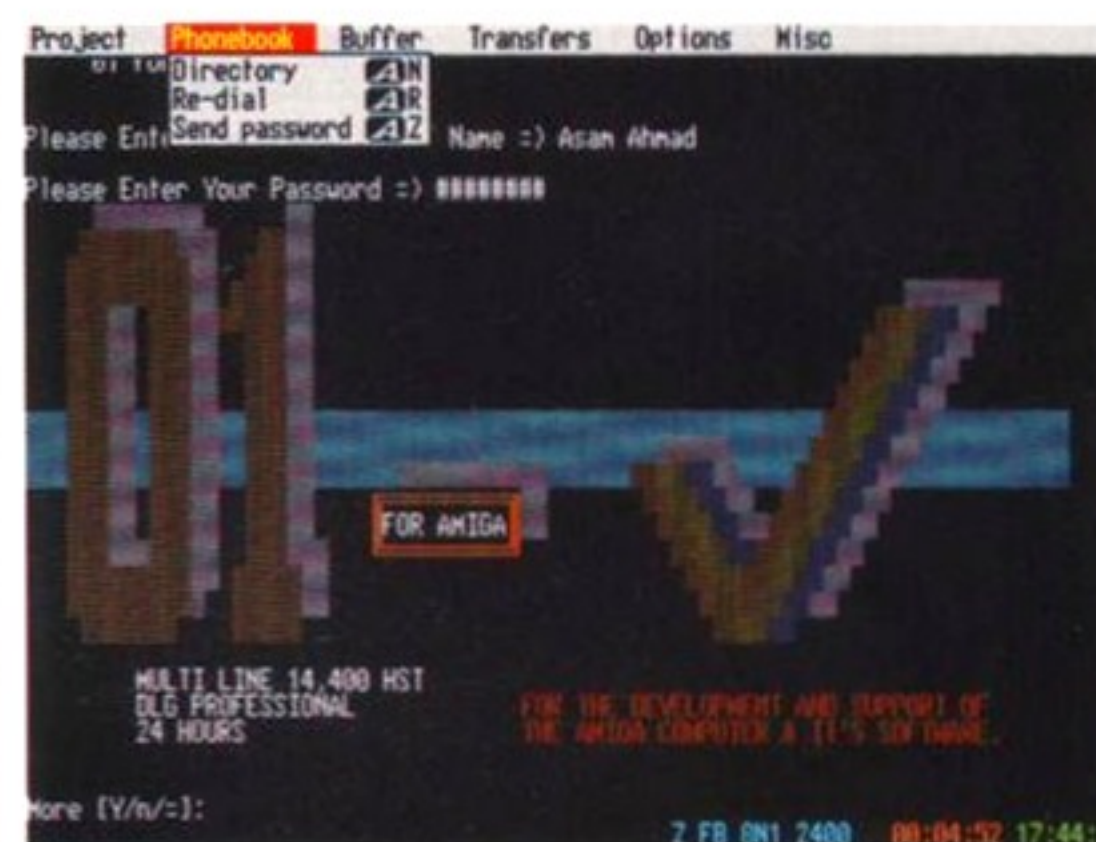 Project Phonebook Buffer Transfers Options Misc
Directory A N
Re-dial A R
Send password A Z
Please Ent Name =) Asam Ahmad
Please Enter Your Password =)
01
FOR AMIGA
MULTI LINE 14,400 HST
DLG PROFESSIONAL
24 HOURS
FOR THE DEVELOPMENT AND SUPPORT OF
THE AMIGA COMPUTER & IT'S SOFTWARE.
More [Y/n/=]:
8N1 2400 00:04:52 17:44: